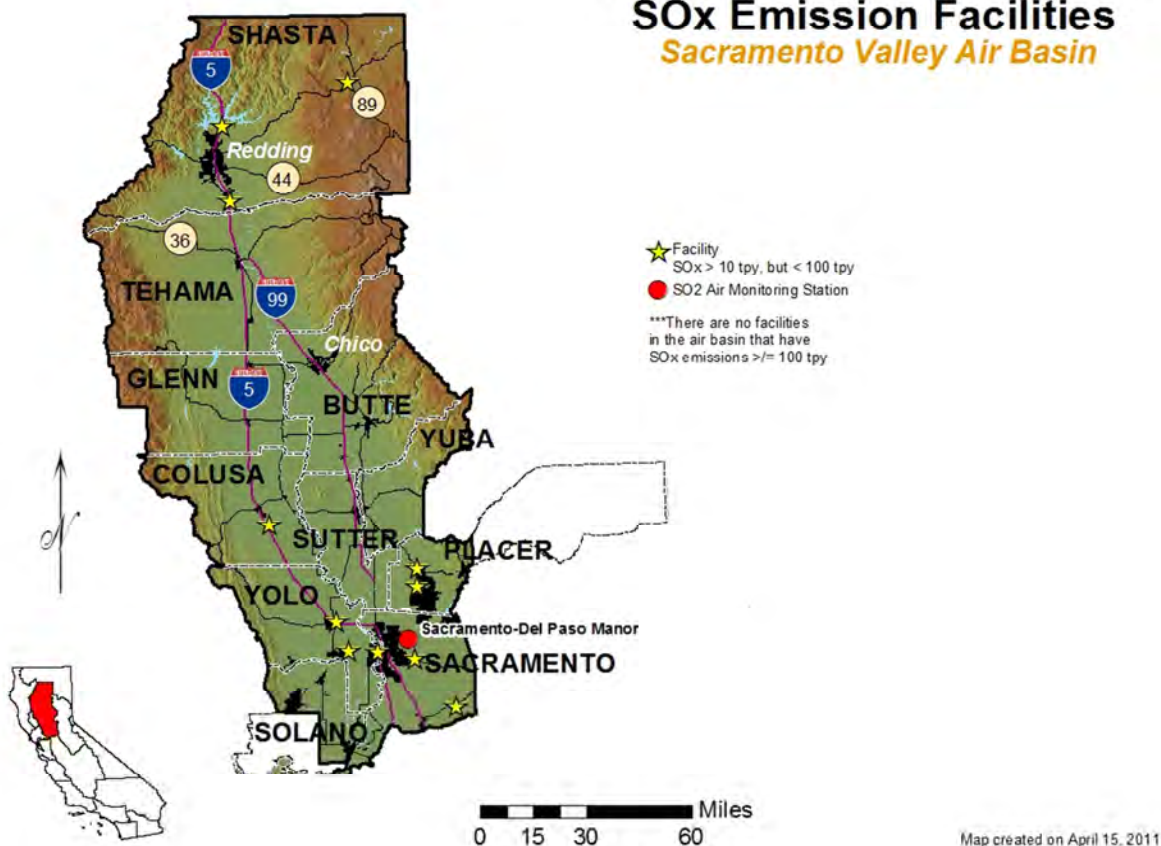 SOx Emission Facilities
Sacramento Valley Air Basin
SHASTA
5
89
Redding
44
36
TEHAMA
99
Chico
GLENN
5
BUTTE
YUBA
COLUSA
SUTTER
PLACER
YOLO
Sacramento-Del Paso Manor
SACRAMENTO
SOLANO
Facility
SOx > 10 tpy, but < 100 tpy
SO2 Air Monitoring Station
***There are no facilities
in the air basin that have
SOx emissions >/= 100 tpy
N
Miles
0 15 30 60
Map created on April 15, 2011